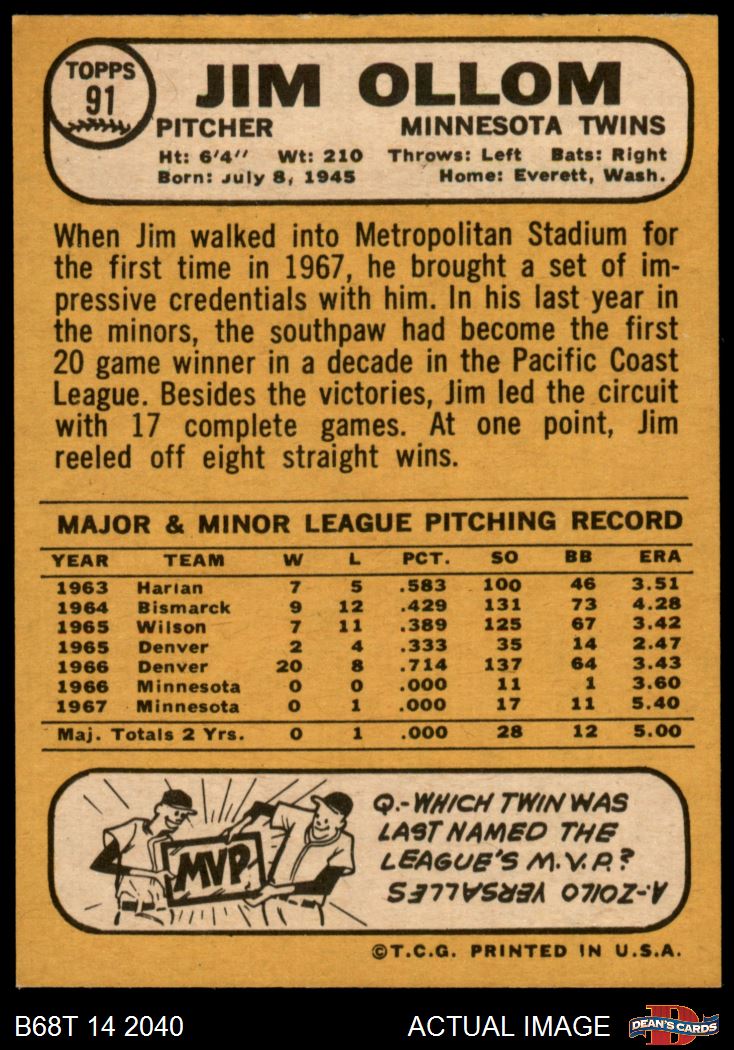 TOPPS
91
JIM OLLOM
PITCHER MINNESOTA TWINS
Ht: 6'4" Wt: 210 Throws: Left Bats: Right
Born: July 8, 1945 Home: Everett, Wash.
When Jim walked into Metropolitan Stadium for
the first time in 1967, he brought a set of im-
pressive credentials with him. In his last year in
the minors, the southpaw had become the first
20 game winner in a decade in the Pacific Coast
League. Besides the victories, Jim led the circuit
with 17 complete games. At one point, Jim
reeled off eight straight wins.
MAJOR & MINOR LEAGUE PITCHING RECORD
YEAR TEAM W L PCT. SO BB ERA
1963 Harlan 7 5 .583 100 46 3.51
1964 Bismarck 9 12 .429 131 73 4.28
1965 Wilson 7 11 .389 125 67 3.42
1965 Denver 2 4 .333 35 14 2.47
1966 Denver 20 8 .714 137 64 3.43
1966 Minnesota 0 0 .000 11 1 3.60
1967 Minnesota 0 1 .000 17 11 5.40
Maj. Totals 2 Yrs. 0 1 .000 28 12 5.00
MVP
Q.-WHICH TWIN WAS
LAST NAMED THE
LEAGUE'S M.V.P.?
A-ZOILO VERSALLES
©T.C.G. PRINTED IN U.S.A.
B68T 14 2040 ACTUAL IMAGE DEAN'S CARDS